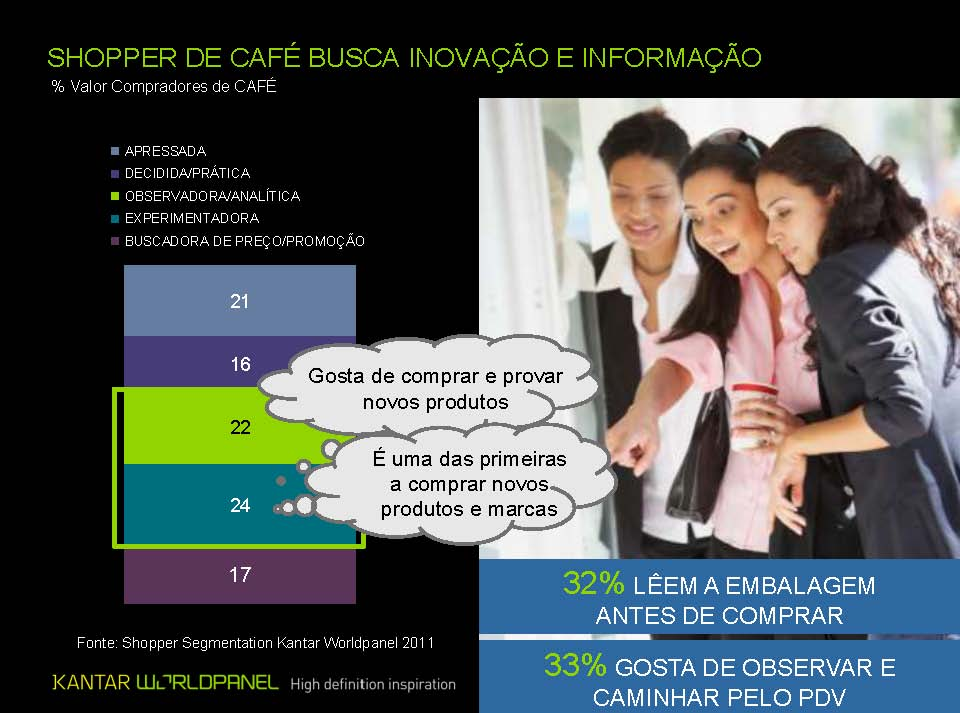 SHOPPER DE CAFÉ BUSCA INOVAÇÃO E INFORMAÇÃO
% Valor Compradores de CAFÉ
APRESSADA
DECIDIDA/PRÁTICA
OBSERVADORA/ANALÍTICA
EXPERIMENTADORA
BUSCADORA DE PREÇO/PROMOÇÃO
21
16
22
24
17
Gosta de comprar e provar
novos produtos
É uma das primeiras
a comprar novos
produtos e marcas
32% LÊEM A EMBALAGEM
ANTES DE COMPRAR
33% GOSTA DE OBSERVAR E
CAMINHAR PELO PDV
Fonte: Shopper Segmentation Kantar Worldpanel 2011
KANTAR WORLDPANEL High definition inspiration